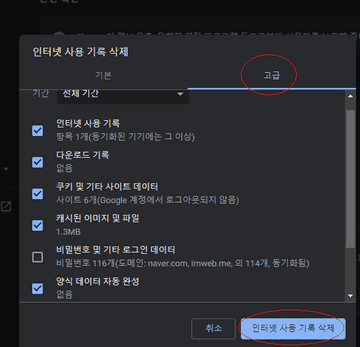 인터넷 사용 기록 삭제
기본
고급
기간
전체 기간
인터넷 사용 기록
항목 1개(동기화된 기기에는 그 이상)
다운로드 기록
없음
쿠키 및 기타 사이트 데이터
사이트 6개(Google 계정에서 로그아웃되지 않음)
캐시된 이미지 및 파일
1.3MB
비밀번호 및 기타 로그인 데이터
비밀번호 116개(도메인: naver.com, imweb.me, 외 114개, 동기화됨)
양식 데이터 자동 완성
없음
취소
인터넷 사용 기록 삭제